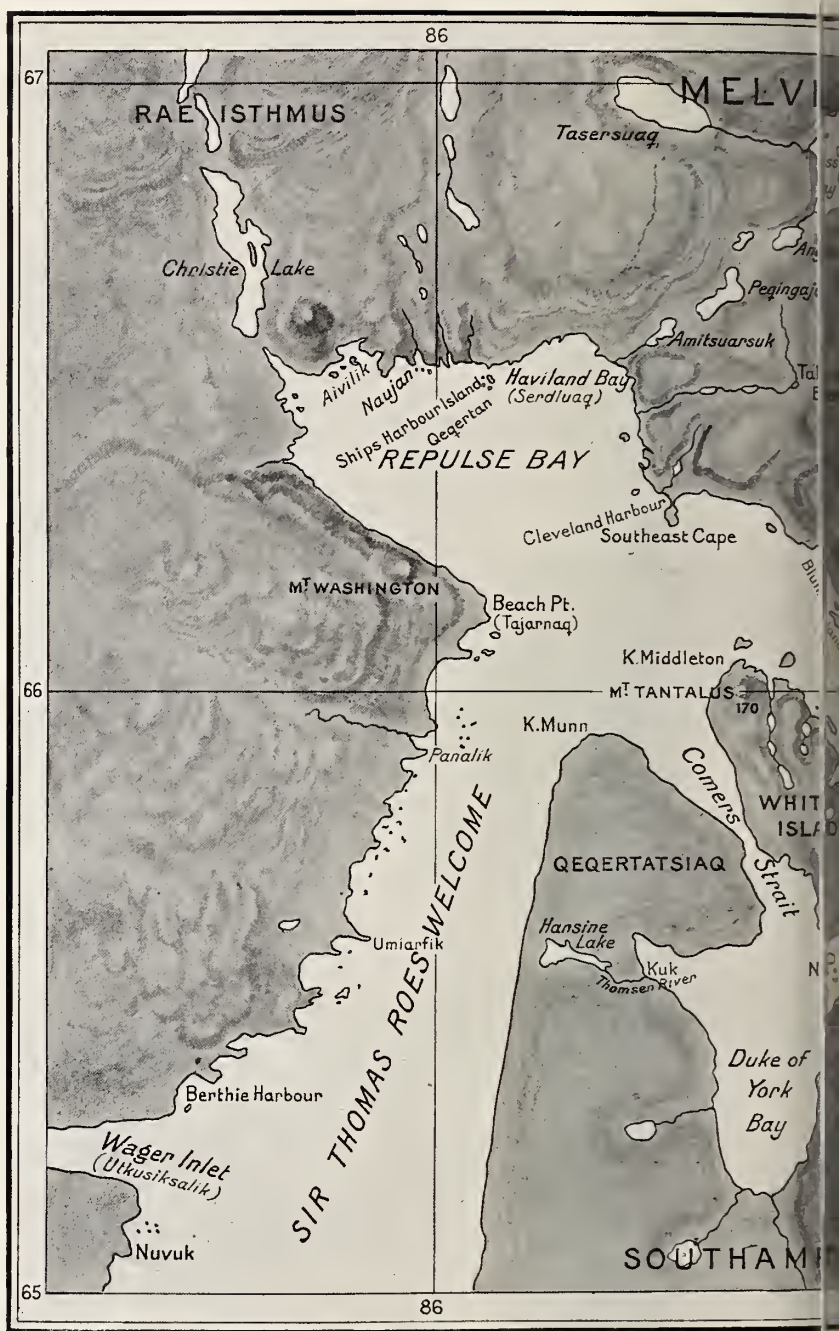 86
67
MELVI
RAE ISTHMUS
Tasersuaq
Christie Lake
Peqingaj
Amitsuarsuk
Aivilik
Naujan
Ships Harbour Island
Qeqertan
Haviland Bay
(Serdluaq)
REPULSE BAY
Cleveland Harbour
Southeast Cape
MT WASHINGTON
Beach Pt.
(Tajarnaq)
K. Middleton
66
MT TANTALUS
170
K. Munn
Panalik
Comers Strait
WHIT
ISLA
QEQERTATSIAQ
SIR THOMAS ROES WELCOME
Umiarfik
Hansine
Lake
Kuk
Thomsen River
Duke of
York
Bay
Berthie Harbour
Wager Inlet
(Utkusiksalik)
Nuvuk
SOUTHAM
65
86